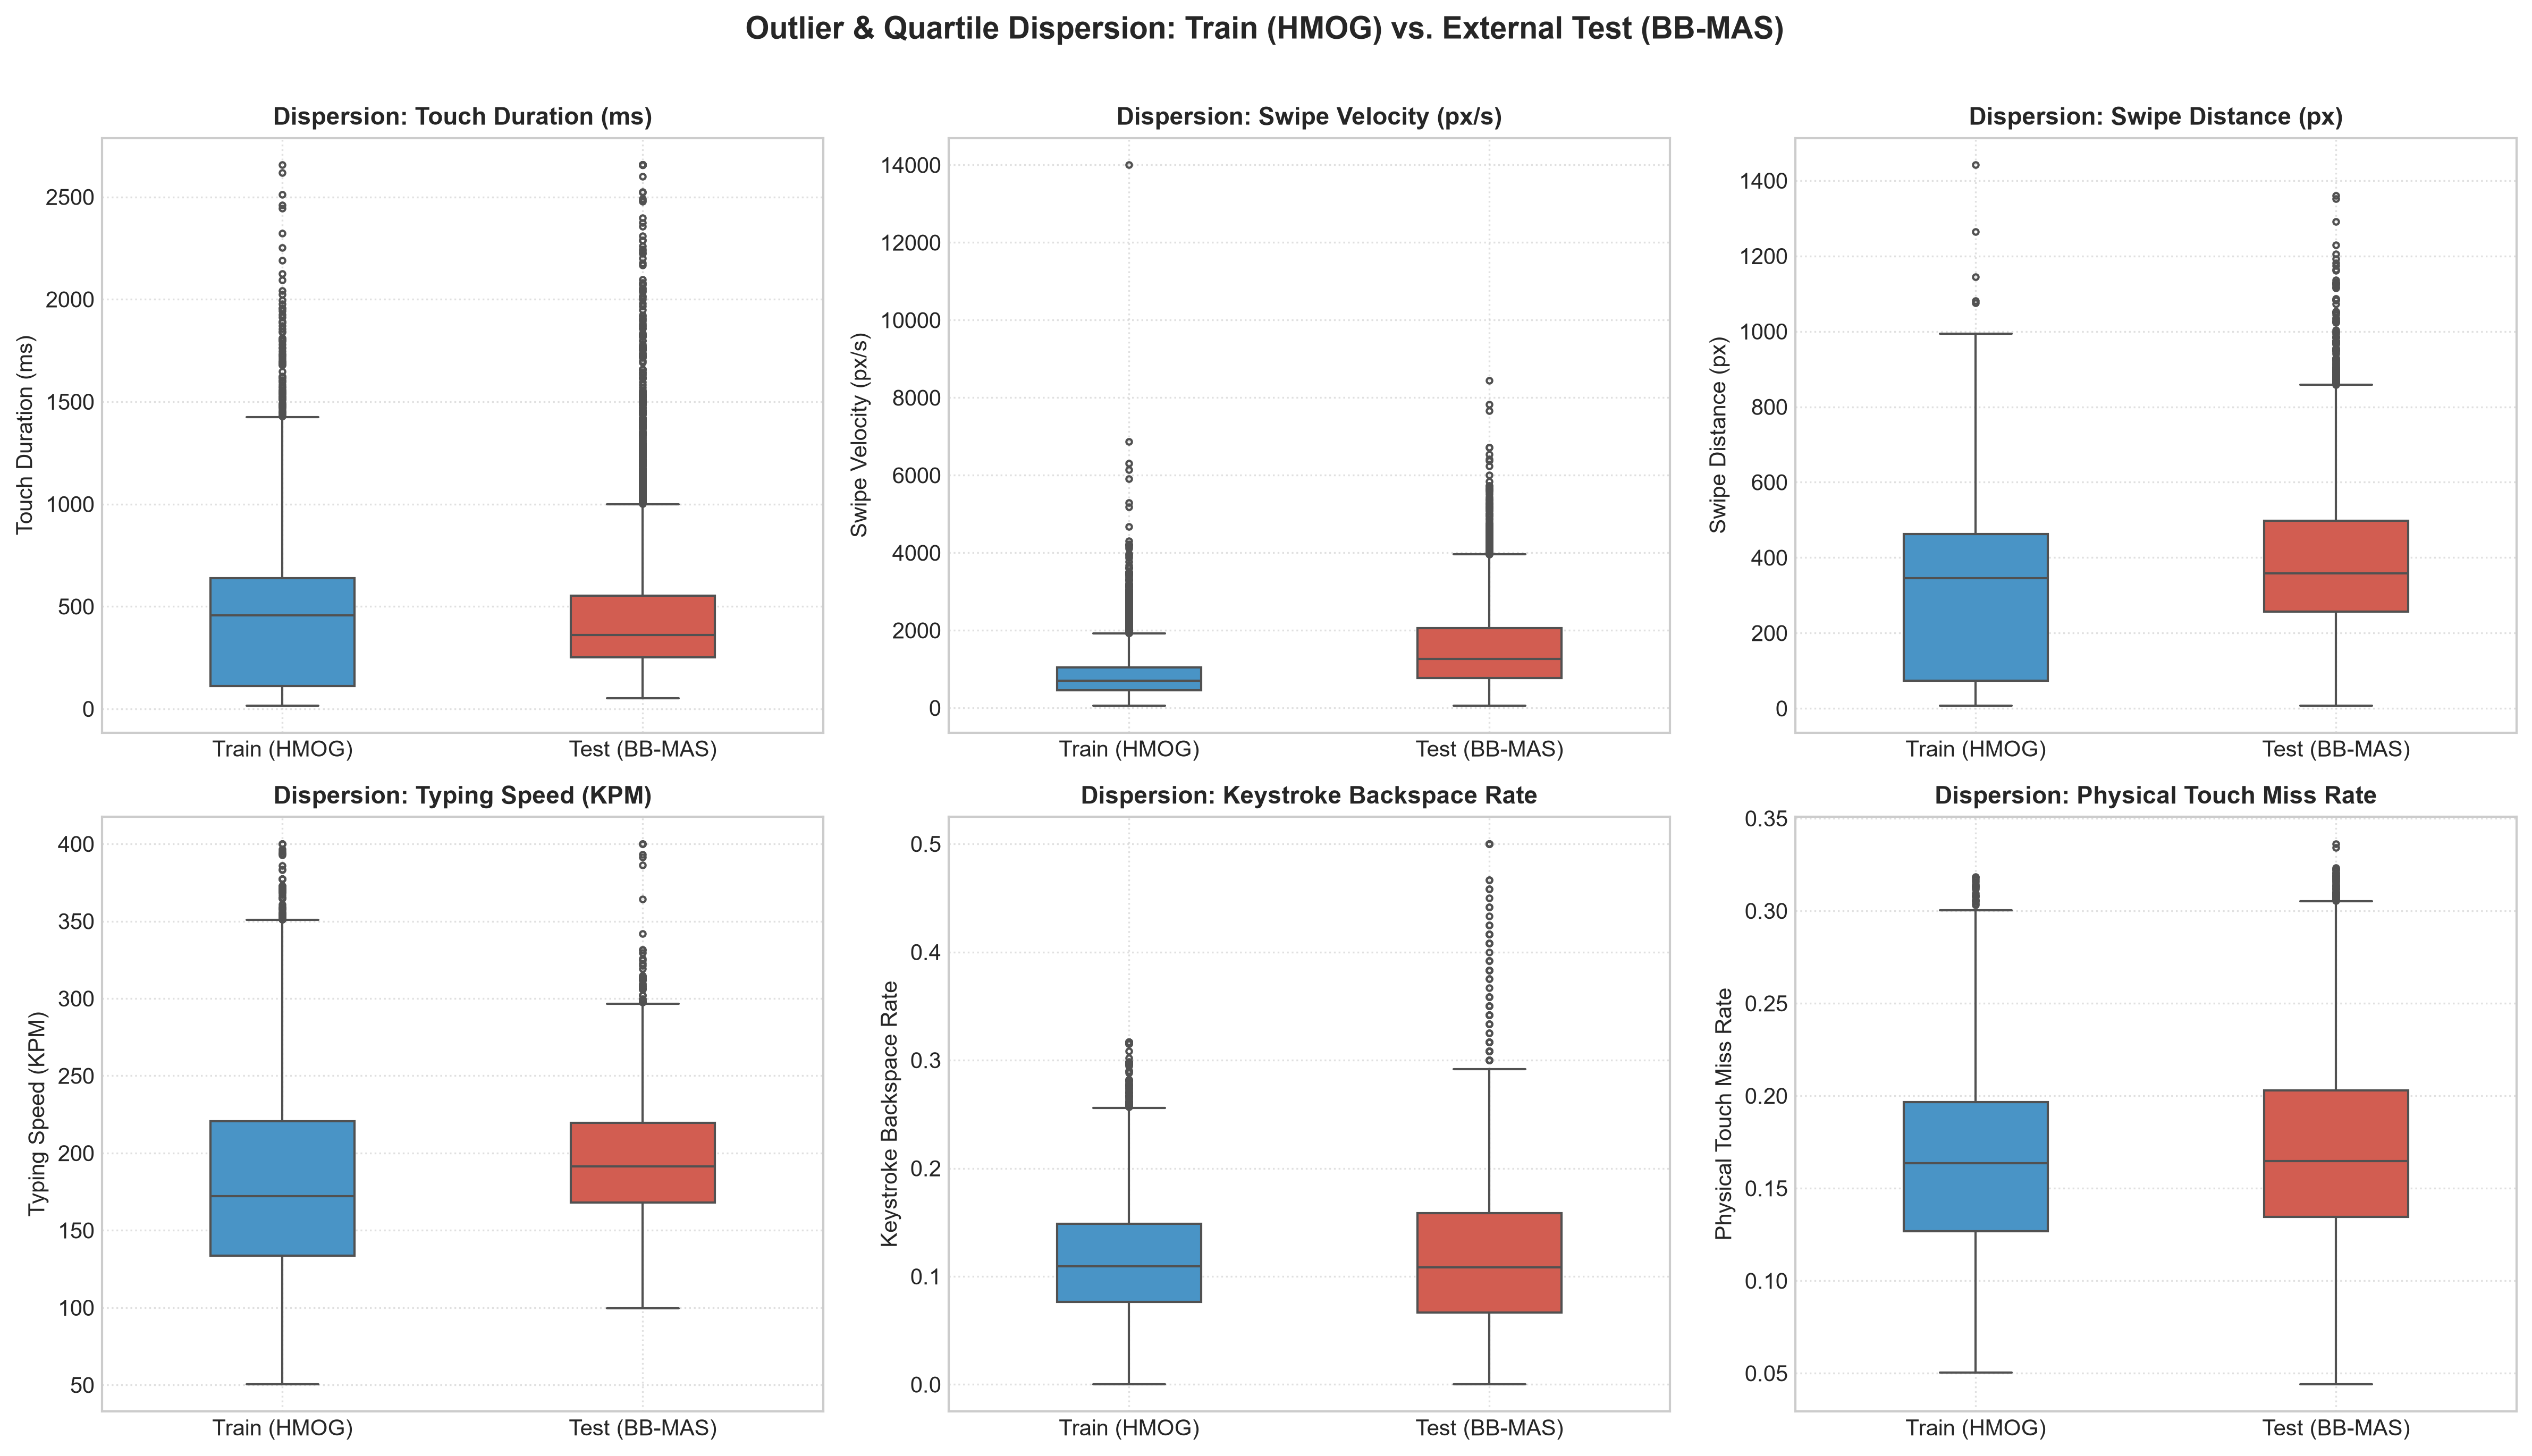 Outlier & Quartile Dispersion: Train (HMOG) vs. External Test (BB-MAS)
Dispersion: Touch Duration (ms)
Touch Duration (ms)
2500
2000
1500
1000
500
0
Train (HMOG)
Test (BB-MAS)
Dispersion: Swipe Velocity (px/s)
Swipe Velocity (px/s)
14000
12000
10000
8000
6000
4000
2000
0
Train (HMOG)
Test (BB-MAS)
Dispersion: Swipe Distance (px)
Swipe Distance (px)
1400
1200
1000
800
600
400
200
0
Train (HMOG)
Test (BB-MAS)
Dispersion: Typing Speed (KPM)
Typing Speed (KPM)
400
350
300
250
200
150
100
50
Train (HMOG)
Test (BB-MAS)
Dispersion: Keystroke Backspace Rate
Keystroke Backspace Rate
0.5
0.4
0.3
0.2
0.1
0.0
Train (HMOG)
Test (BB-MAS)
Dispersion: Physical Touch Miss Rate
Physical Touch Miss Rate
0.35
0.30
0.25
0.20
0.15
0.10
0.05
Train (HMOG)
Test (BB-MAS)